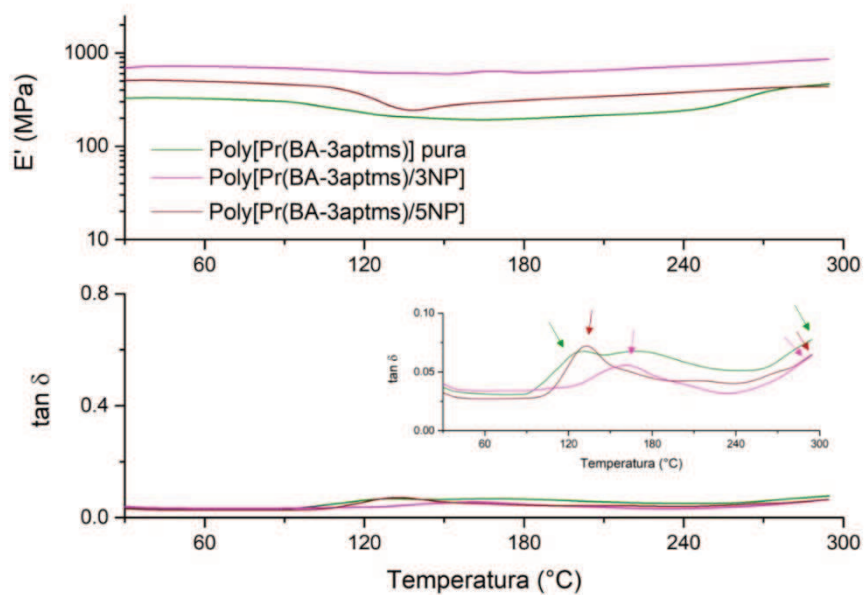 E' (MPa)
1000
100
10
Poly[Pr(BA-3aptms)] pura
Poly[Pr(BA-3aptms)/3NP]
Poly[Pr(BA-3aptms)/5NP]
60 120 180 240 300
tan δ
0.8
0.4
0.0
tan δ
0.10
0.05
0.00
60 120 180 240 300
Temperatura (°C)
60 120 180 240 300
Temperatura (°C)